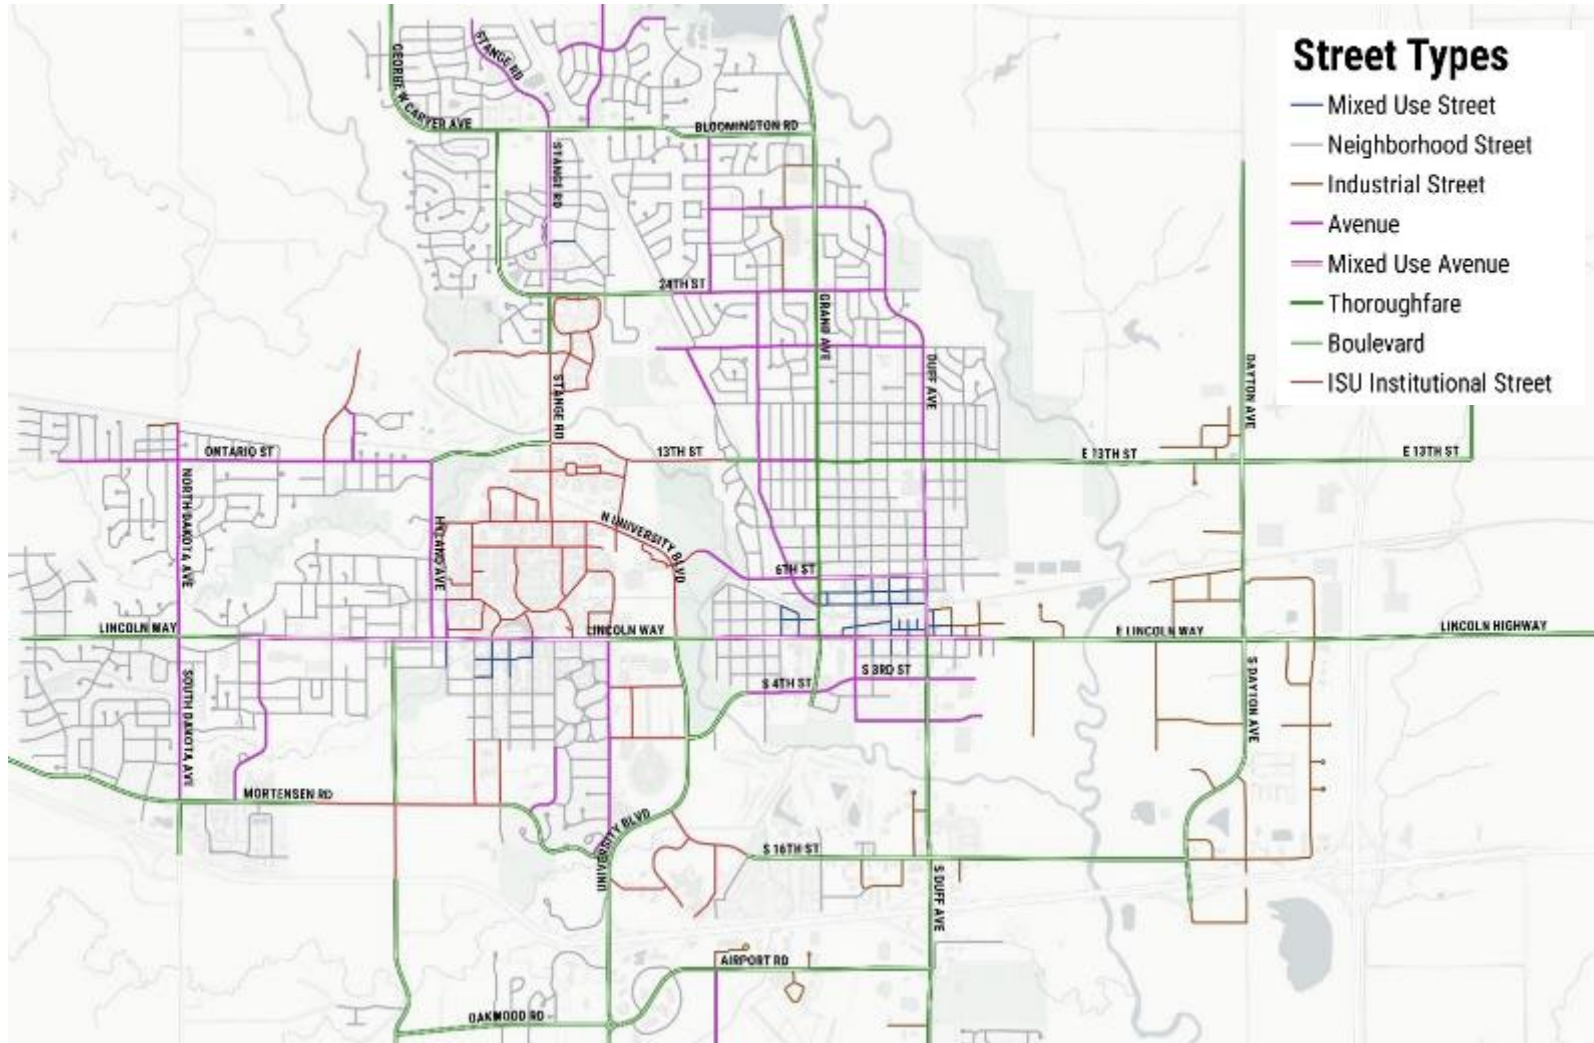 Street Types
Mixed Use Street
Neighborhood Street
Industrial Street
Avenue
Mixed Use Avenue
Thoroughfare
Boulevard
ISU Institutional Street
GEORGE W CARVER AVE
STANGE RD
BLOOMINGTON RD
STANGE RD
24TH ST
GRAND AVE
DUFF AVE
DAYTON AVE
STANGE RD
ONTARIO ST
13TH ST
E 13TH ST
E 13TH ST
NORTH DAKOTA AVE
HYLAND AVE
N UNIVERSITY BLVD
6TH ST
LINCOLN WAY
LINCOLN WAY
E LINCOLN WAY
LINCOLN HIGHWAY
SOUTH DAKOTA AVE
S 3RD ST
S 4TH ST
S DAYTON AVE
MORTENSEN RD
UNIVERSITY BLVD
S 16TH ST
S DUFF AVE
AIRPORT RD
OAKWOOD RD